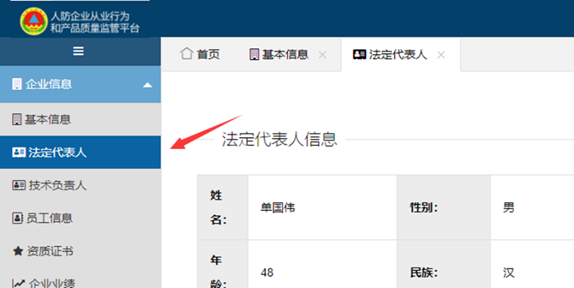 人防企业从业行为
和产品质量监管平台
首页 基本信息 法定代表人
企业信息
基本信息
法定代表人
技术负责人
员工信息
资质证书
企业业绩
法定代表人信息
姓名： 单国伟 性别： 男
年龄： 48 民族： 汉